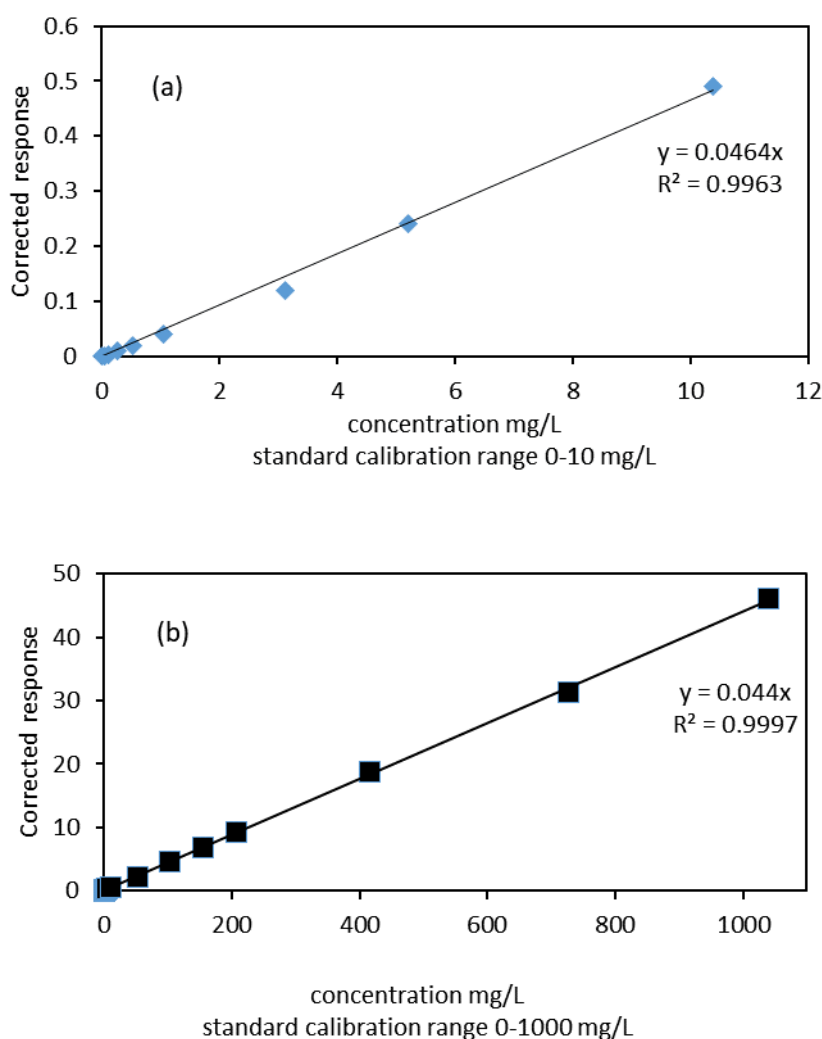 0.6
0.5
0.4
0.3
0.2
0.1
0
Corrected response
(a)
y = 0.0464x
R² = 0.9963
0 2 4 6 8 10 12
concentration mg/L
standard calibration range 0-10 mg/L
50
40
30
20
10
0
Corrected response
(b)
y = 0.044x
R² = 0.9997
0 200 400 600 800 1000
concentration mg/L
standard calibration range 0-1000 mg/L